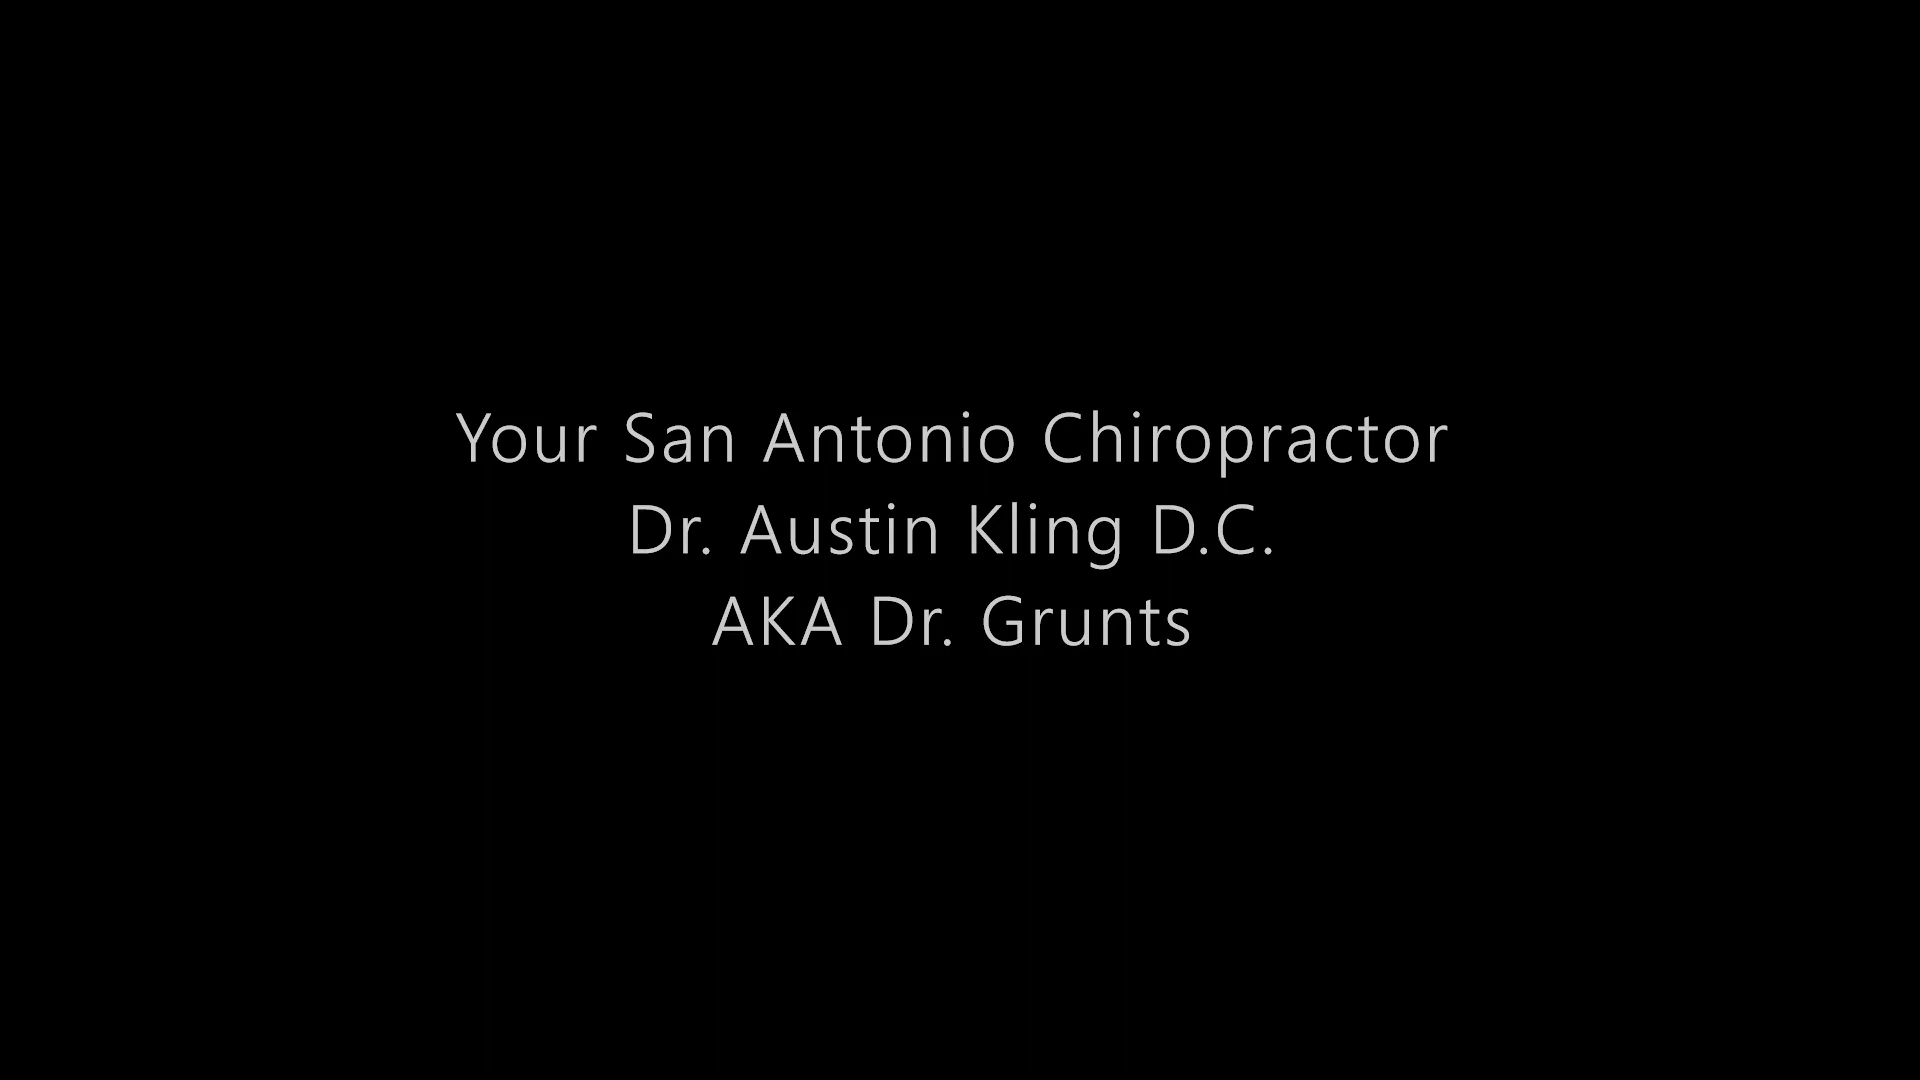 Your San Antonio Chiropractor
Dr. Austin Kling D.C.
AKA Dr. Grunts